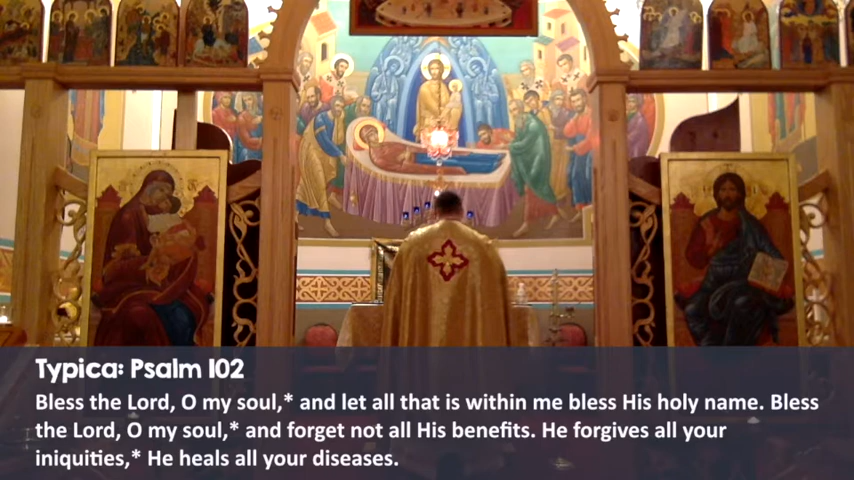 Typica: Psalm 102
Bless the Lord, O my soul,* and let all that is within me bless His holy name. Bless
the Lord, O my soul,* and forget not all His benefits. He forgives all your
iniquities,* He heals all your diseases.